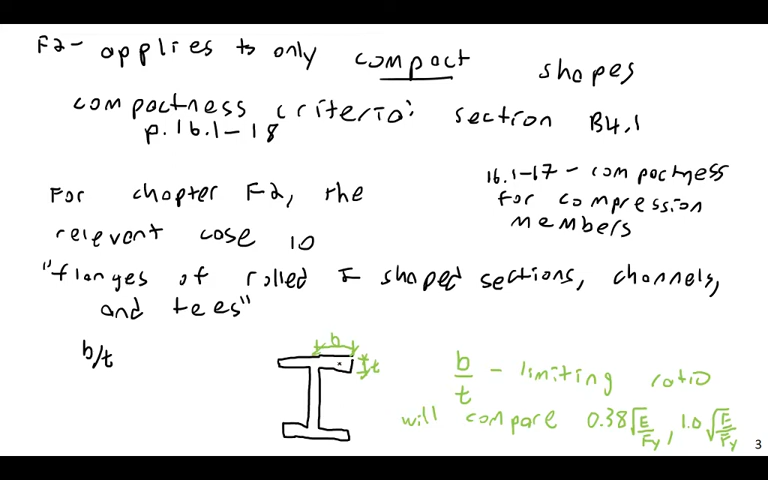 F2- applies to only compact shapes
compactness criteria: section B4.1
p.16.1-18
16.1-17 - compactness
for compression
members
For chapter F2, the
relevent case 10
"flanges of rolled I shaped sections, channels,
and tees"
b/t
b
t
b/t - limiting ratio
will compare 0.38√E/Fy, 1.0√E/Fy
3